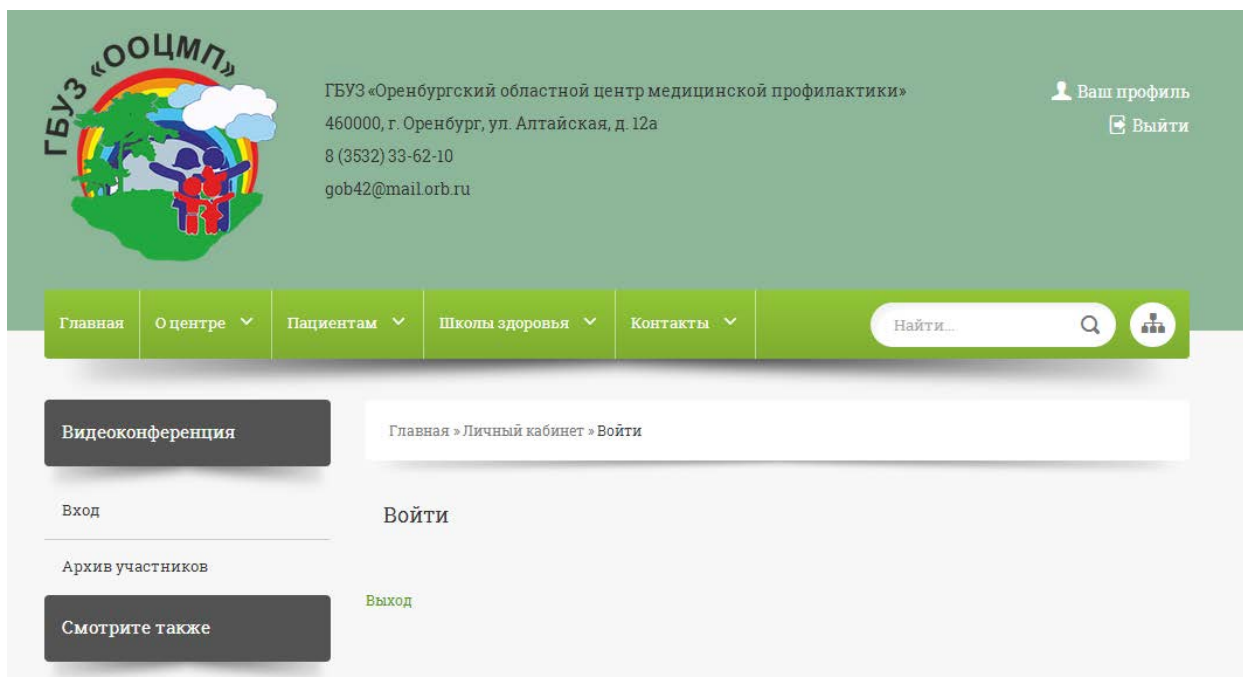 ГБУЗ «ООЦМП»
ГБУЗ «Оренбургский областной центр медицинской профилактики»
460000, г. Оренбург, ул. Алтайская, д. 12а
8 (3532) 33-62-10
gob42@mail.orb.ru
Ваш профиль
Выйти
Главная О центре Пациентам Школы здоровья Контакты Найти...
Видеоконференция
Вход
Архив участников
Смотрите также
Главная » Личный кабинет » Войти
Войти
Выход